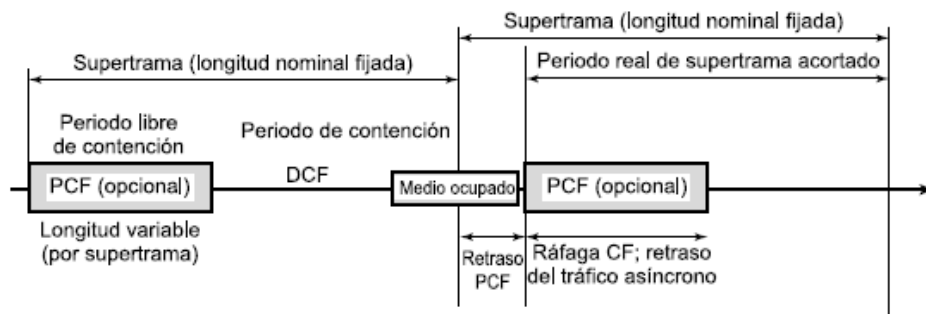 Supertrama (longitud nominal fijada)
Supertrama (longitud nominal fijada)
Periodo real de supertrama acortado
Periodo libre
de contención
Periodo de contención
PCF (opcional)
DCF
Medio ocupado
PCF (opcional)
Longitud variable
(por supertrama)
Retraso
PCF
Ráfaga CF; retraso
del tráfico asíncrono